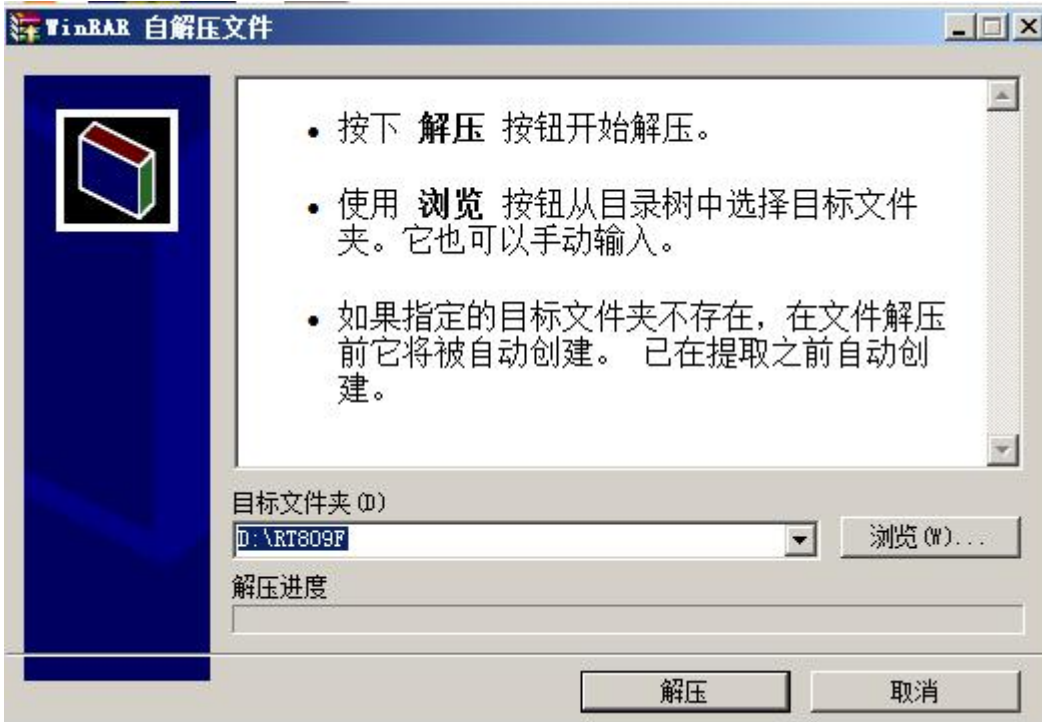 WinRAR 自解压文件
• 按下 解压 按钮开始解压。
• 使用 浏览 按钮从目录树中选择目标文件
夹。它也可以手动输入。
• 如果指定的目标文件夹不存在，在文件解压
前它将被自动创建。 已在提取之前自动创
建。
目标文件夹(D)
D:\RT809F
浏览(W)...
解压进度
解压
取消